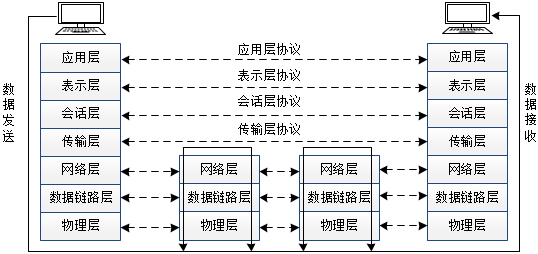 数据发送
应用层
表示层
会话层
传输层
网络层
数据链路层
物理层
应用层协议
表示层协议
会话层协议
传输层协议
网络层
数据链路层
物理层
网络层
数据链路层
物理层
应用层
表示层
会话层
传输层
网络层
数据链路层
物理层
数据接收